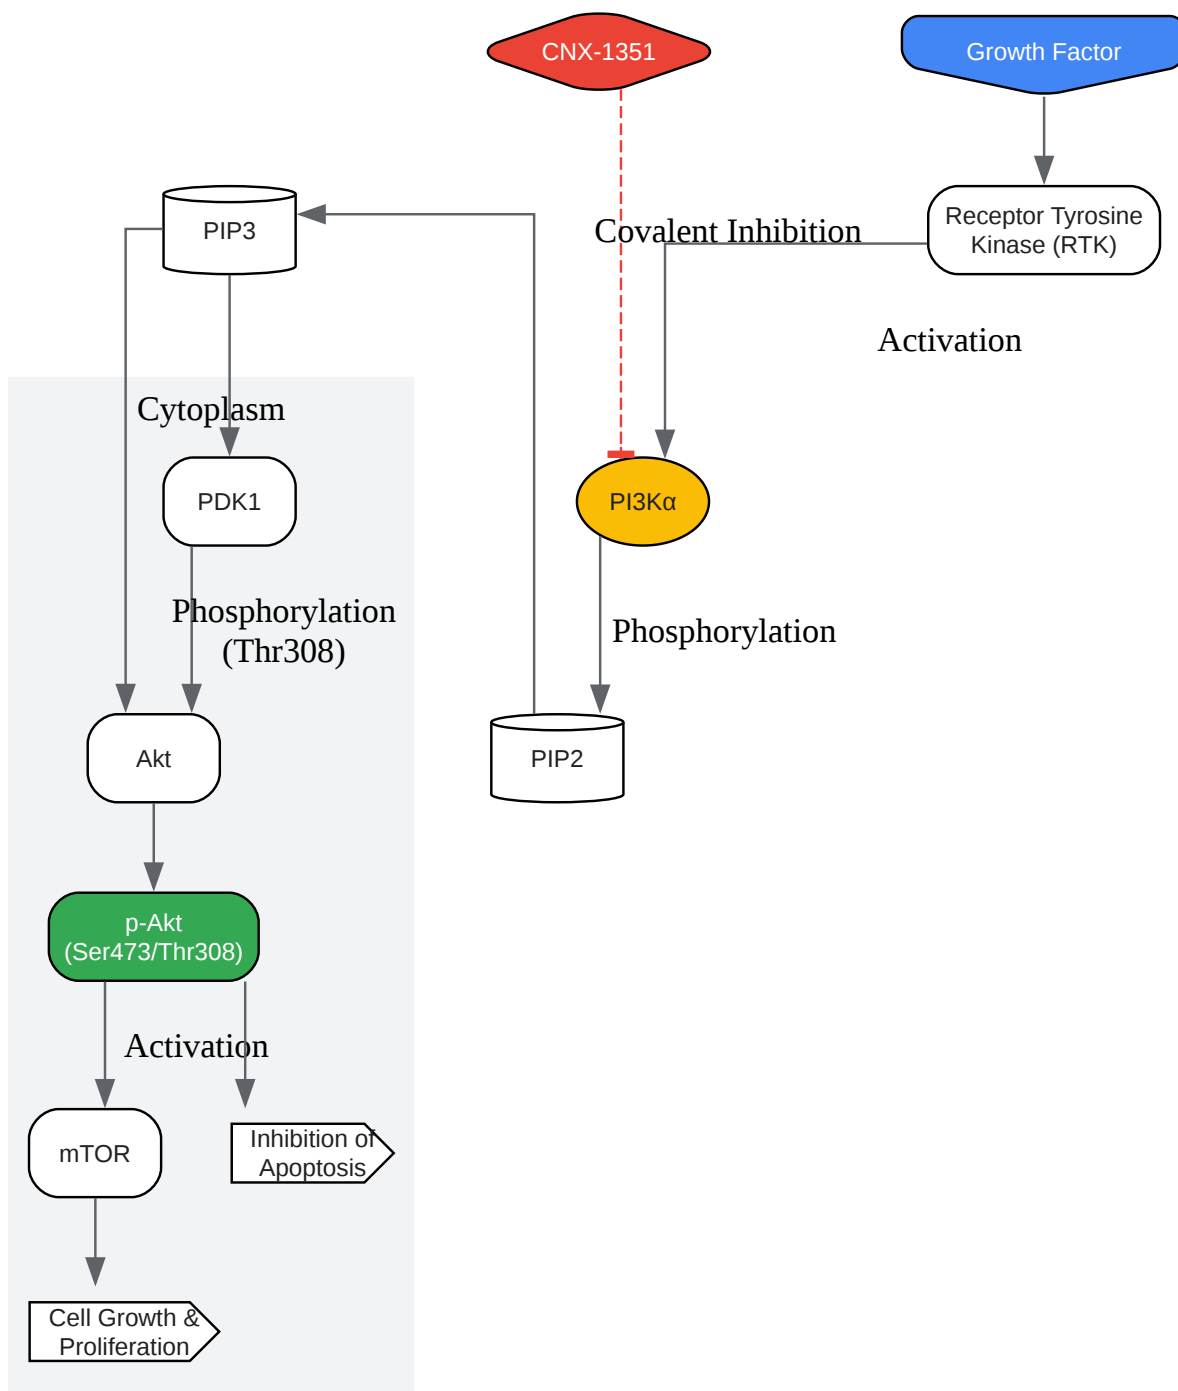 CNX-1351
Growth Factor
PIP3
Covalent Inhibition
Receptor Tyrosine
Kinase (RTK)
Activation
Cytoplasm
PDK1
PI3Kα
Phosphorylation
(Thr308)
Phosphorylation
Akt
PIP2
p-Akt
(Ser473/Thr308)
Activation
mTOR
Inhibition of
Apoptosis
Cell Growth &
Proliferation